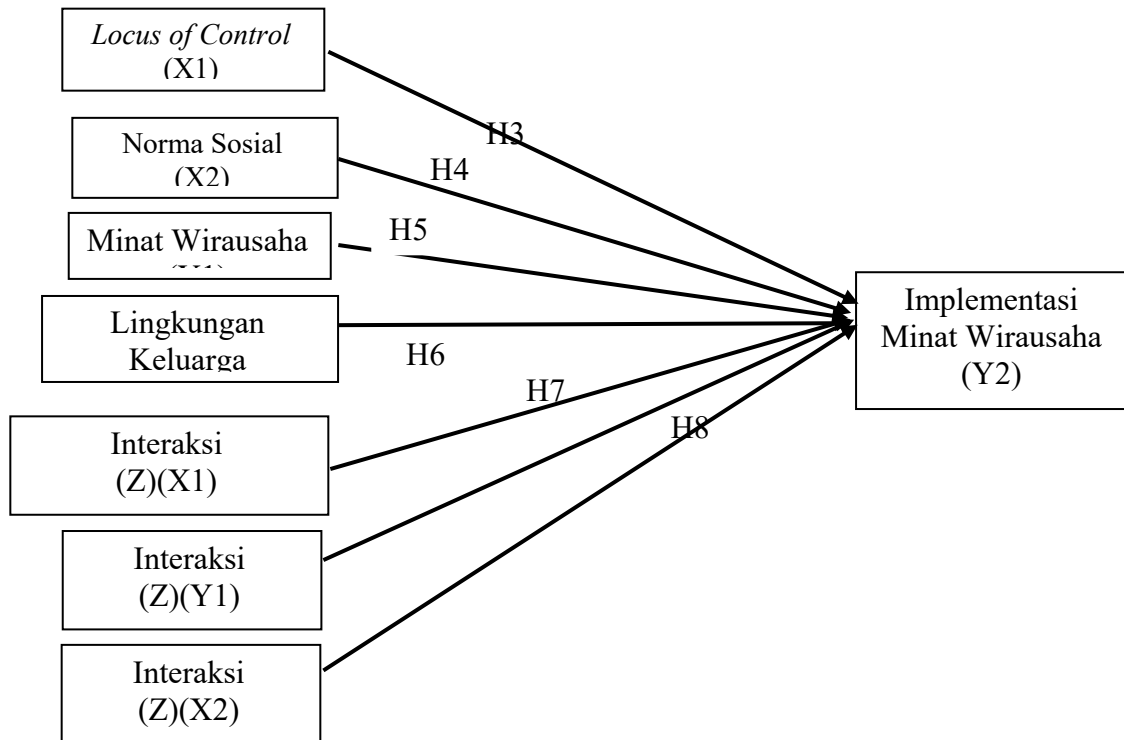 Locus of Control
(X1)
H3
Norma Sosial
(X2)
H4
Minat Wirausaha
H5
Lingkungan
Keluarga
H6
Implementasi
Minat Wirausaha
(Y2)
Interaksi
(Z)(X1)
H7
H8
Interaksi
(Z)(Y1)
Interaksi
(Z)(X2)